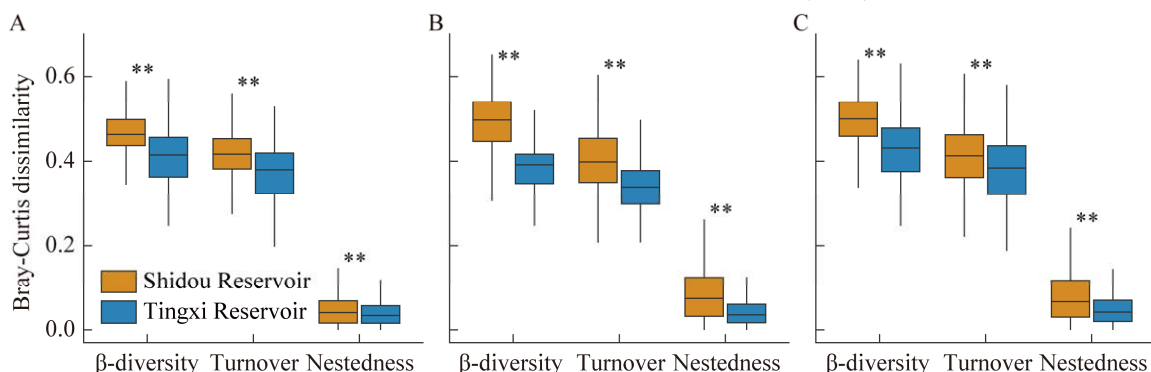 A
B
C
Bray-Curtis dissimilarity
0.6
0.4
0.2
0.0
**
**
**
**
**
**
**
**
**
Shidou Reservoir
Tingxi Reservoir
β-diversity Turnover Nestedness
β-diversity Turnover Nestedness
β-diversity Turnover Nestedness